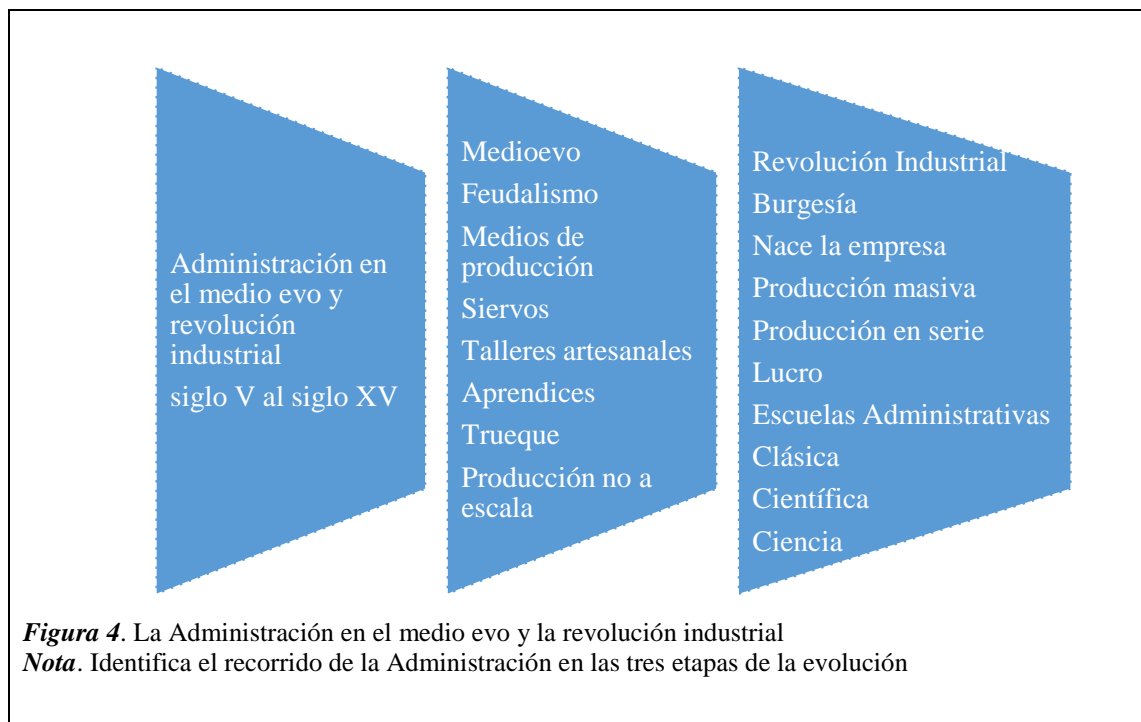 Administración en
el medio evo y
revolución
industrial
siglo V al siglo XV
Medioevo
Feudalismo
Medios de
producción
Siervos
Talleres artesanales
Aprendices
Trueque
Producción no a
escala
Revolución Industrial
Burgesía
Nace la empresa
Producción masiva
Producción en serie
Lucro
Escuelas Administrativas
Clásica
Científica
Ciencia
Figura 4. La Administración en el medio evo y la revolución industrial
Nota. Identifica el recorrido de la Administración en las tres etapas de la evolución